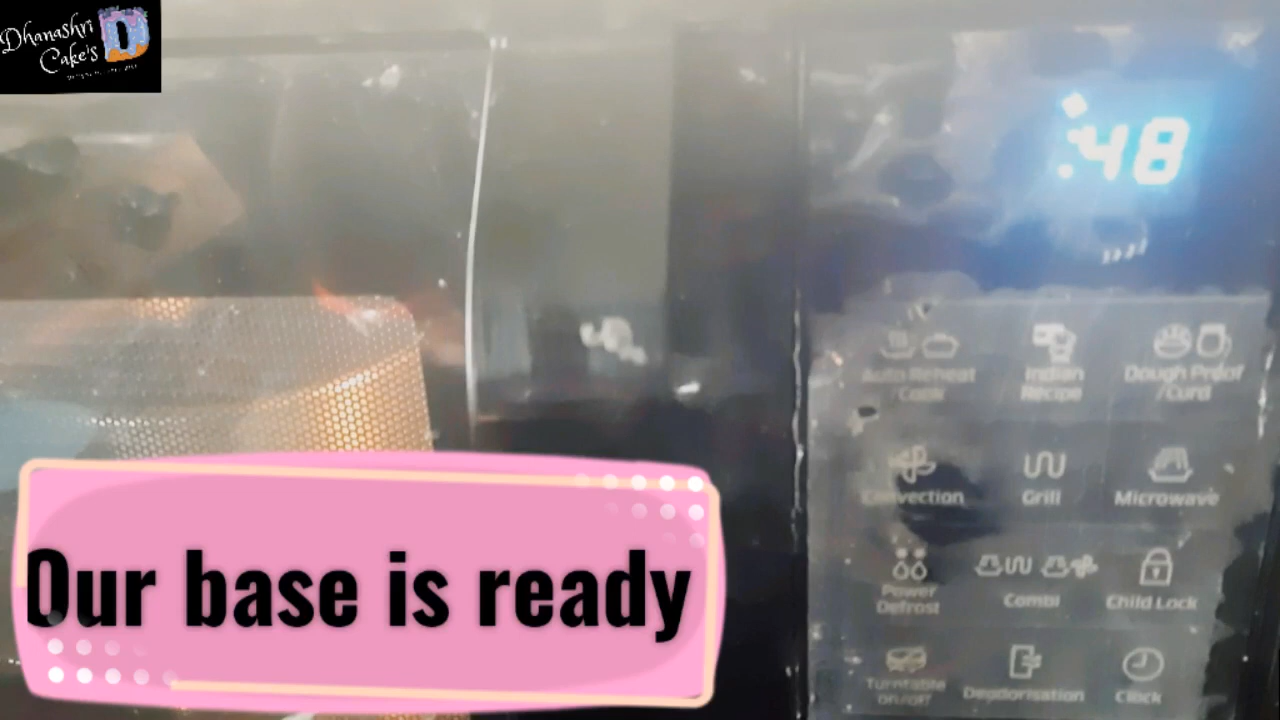 Dhanashri
Cake's
:48
Auto Reheat
/Cook
Indian
Recipe
Dough Proof
/Curd
Convection
Grill
Microwave
Power
Defrost
Combi
Child Lock
Turntable
on/off
Deodorisation
Clock
Our base is ready